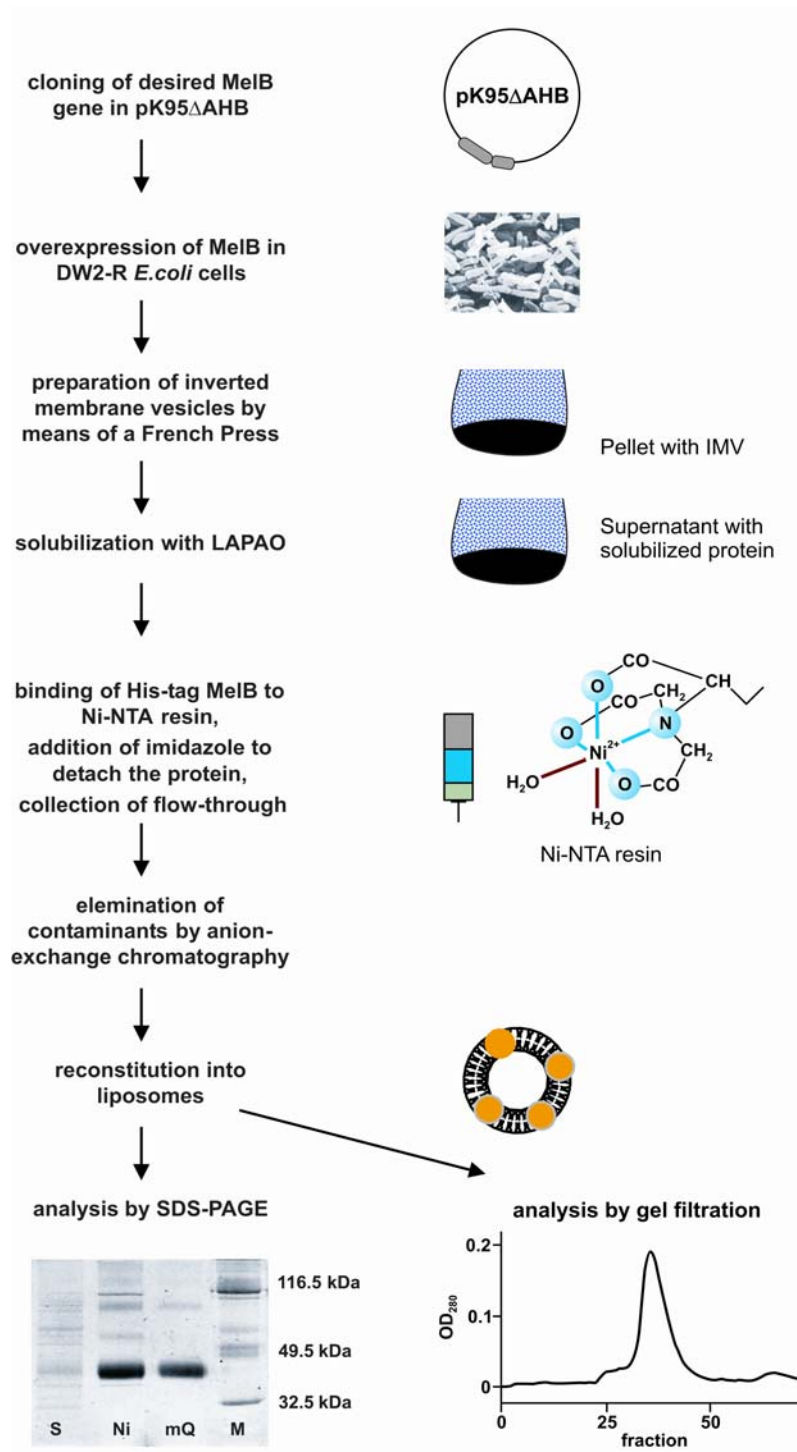 cloning of desired MelB
gene in pK95ΔAHB
pK95ΔAHB
overexpression of MelB in
DW2-R E.coli cells
preparation of inverted
membrane vesicles by
means of a French Press
Pellet with IMV
solubilization with LAPAO
Supernatant with
solubilized protein
binding of His-tag MelB to
Ni-NTA resin,
addition of imidazole to
detach the protein,
collection of flow-through
CO
O
CH
CO
CH₂
O
N
Ni²⁺
CH₂
H₂O
O
CO
H₂O
Ni-NTA resin
elemination of
contaminants by anion-
exchange chromatography
reconstitution into
liposomes
analysis by SDS-PAGE
116.5 kDa
49.5 kDa
32.5 kDa
S Ni mQ M
analysis by gel filtration
0.2
0.1
0
OD₂₈₀
0 25 50
fraction